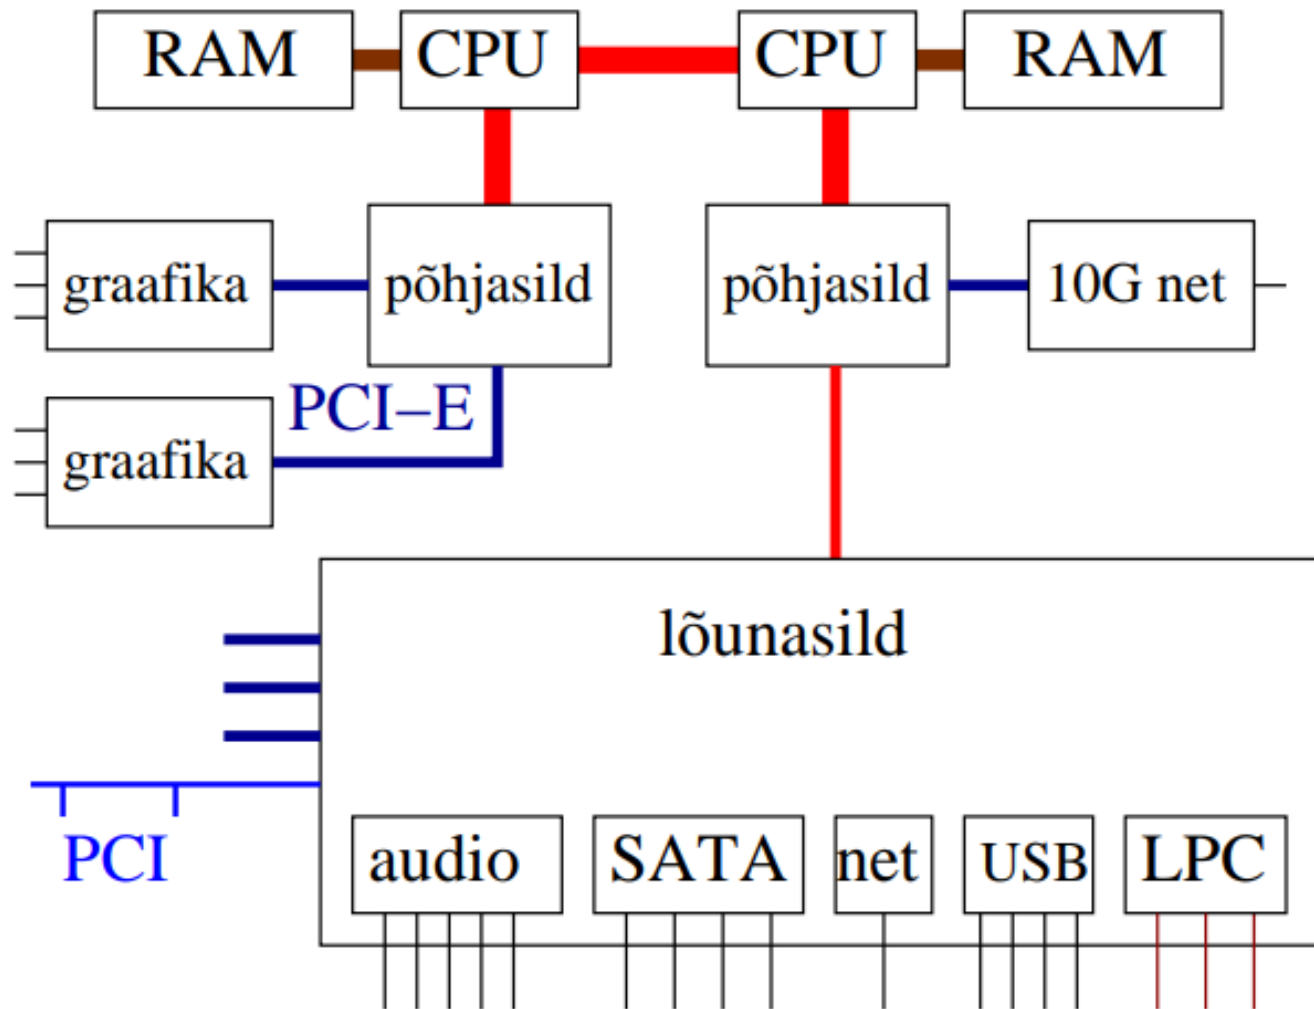 RAM
CPU
CPU
RAM
graafika
põhjasild
põhjasild
10G net
PCI–E
graafika
lõunasild
PCI
audio
SATA
net
USB
LPC